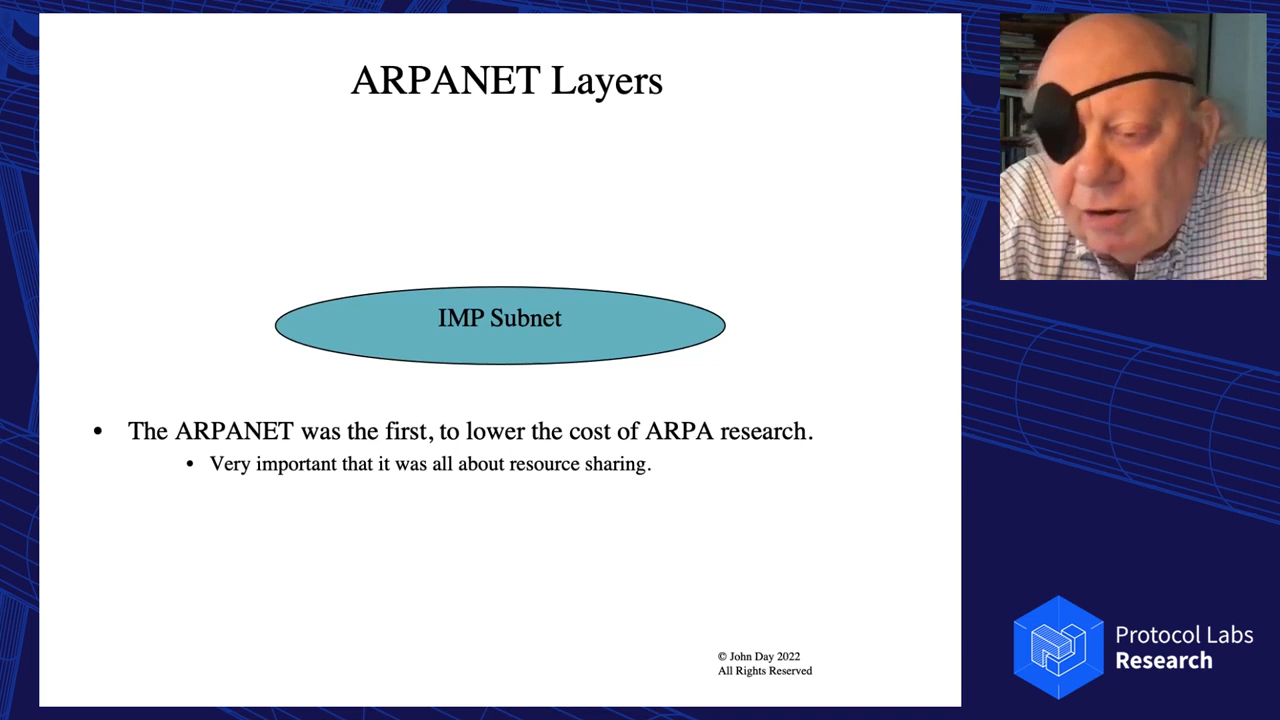 ARPANET Layers
IMP Subnet
• The ARPANET was the first, to lower the cost of ARPA research.
• Very important that it was all about resource sharing.
© John Day 2022
All Rights Reserved
Protocol Labs
Research